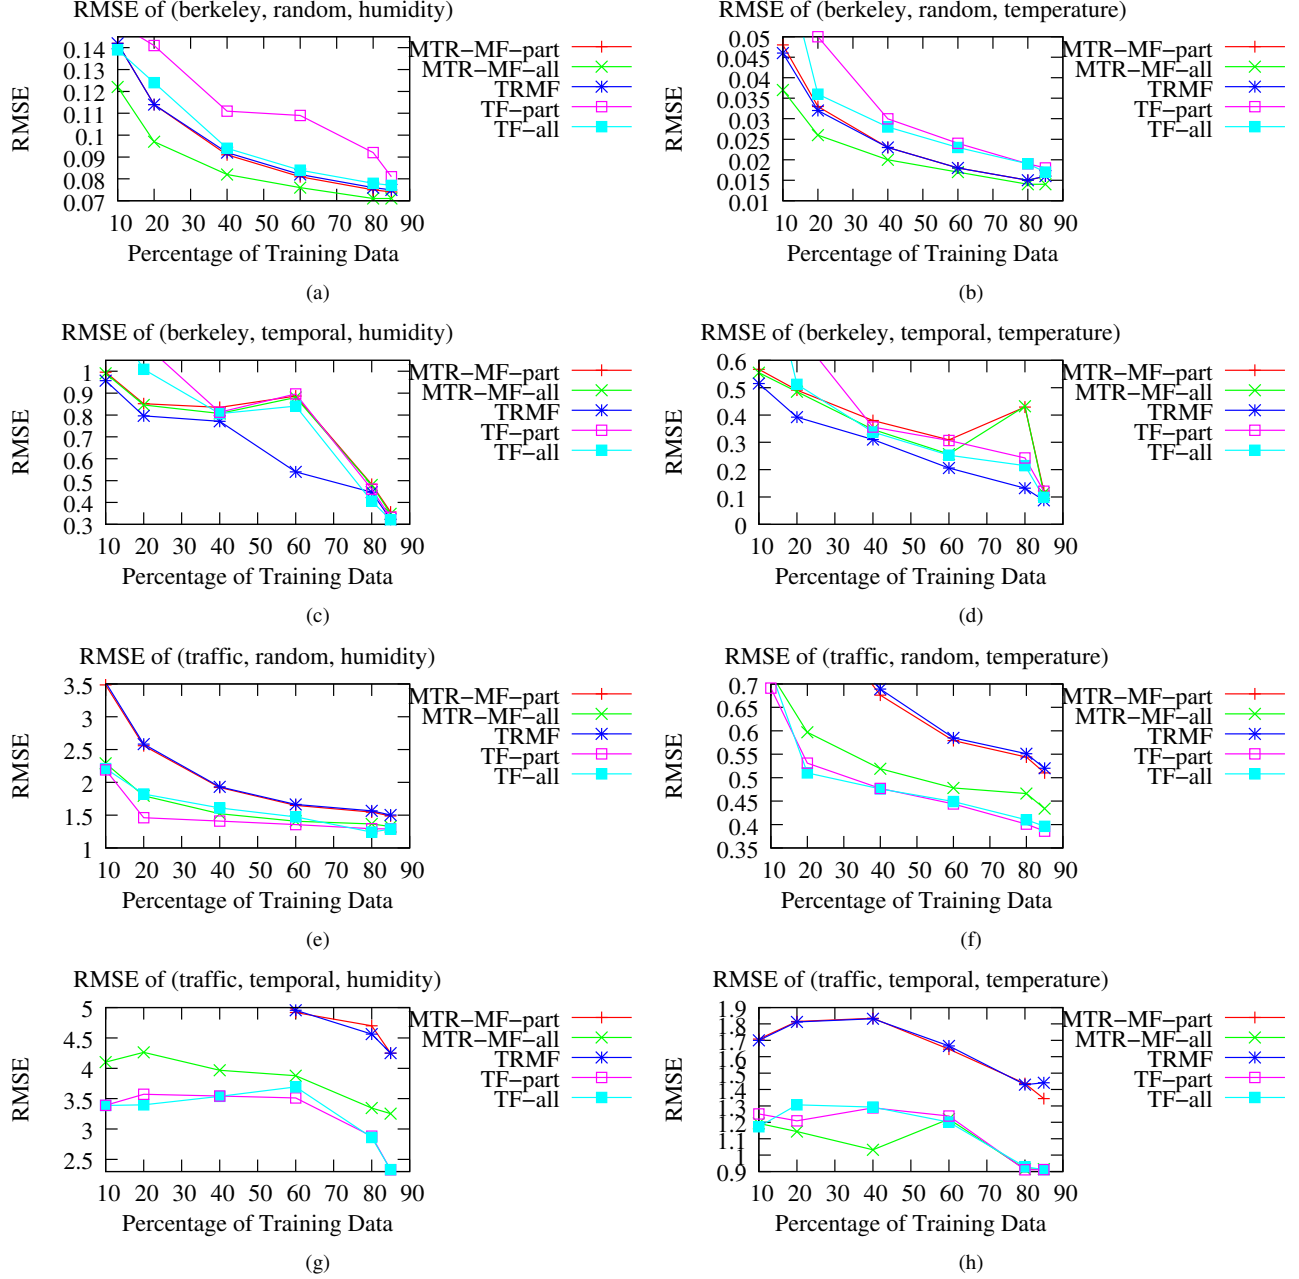 RMSE of (berkeley, random, humidity)
RMSE
0.14
0.13
0.12
0.11
0.1
0.09
0.08
0.07
10 20 30 40 50 60 70 80 90
Percentage of Training Data
MTR-MF-part
MTR-MF-all
TRMF
TF-part
TF-all
(a)
RMSE of (berkeley, random, temperature)
RMSE
0.05
0.045
0.04
0.035
0.03
0.025
0.02
0.015
0.01
10 20 30 40 50 60 70 80 90
Percentage of Training Data
MTR-MF-part
MTR-MF-all
TRMF
TF-part
TF-all
(b)
RMSE of (berkeley, temporal, humidity)
RMSE
1
0.9
0.8
0.7
0.6
0.5
0.4
0.3
10 20 30 40 50 60 70 80 90
Percentage of Training Data
MTR-MF-part
MTR-MF-all
TRMF
TF-part
TF-all
(c)
RMSE of (berkeley, temporal, temperature)
RMSE
0.6
0.5
0.4
0.3
0.2
0.1
0
10 20 30 40 50 60 70 80 90
Percentage of Training Data
MTR-MF-part
MTR-MF-all
TRMF
TF-part
TF-all
(d)
RMSE of (traffic, random, humidity)
RMSE
3.5
3
2.5
2
1.5
1
10 20 30 40 50 60 70 80 90
Percentage of Training Data
MTR-MF-part
MTR-MF-all
TRMF
TF-part
TF-all
(e)
RMSE of (traffic, random, temperature)
RMSE
0.7
0.65
0.6
0.55
0.5
0.45
0.4
0.35
10 20 30 40 50 60 70 80 90
Percentage of Training Data
MTR-MF-part
MTR-MF-all
TRMF
TF-part
TF-all
(f)
RMSE of (traffic, temporal, humidity)
RMSE
5
4.5
4
3.5
3
2.5
10 20 30 40 50 60 70 80 90
Percentage of Training Data
MTR-MF-part
MTR-MF-all
TRMF
TF-part
TF-all
(g)
RMSE of (traffic, temporal, temperature)
RMSE
1.9
1.8
1.7
1.6
1.5
1.4
1.3
1.2
1.1
1
0.9
10 20 30 40 50 60 70 80 90
Percentage of Training Data
MTR-MF-part
MTR-MF-all
TRMF
TF-part
TF-all
(h)